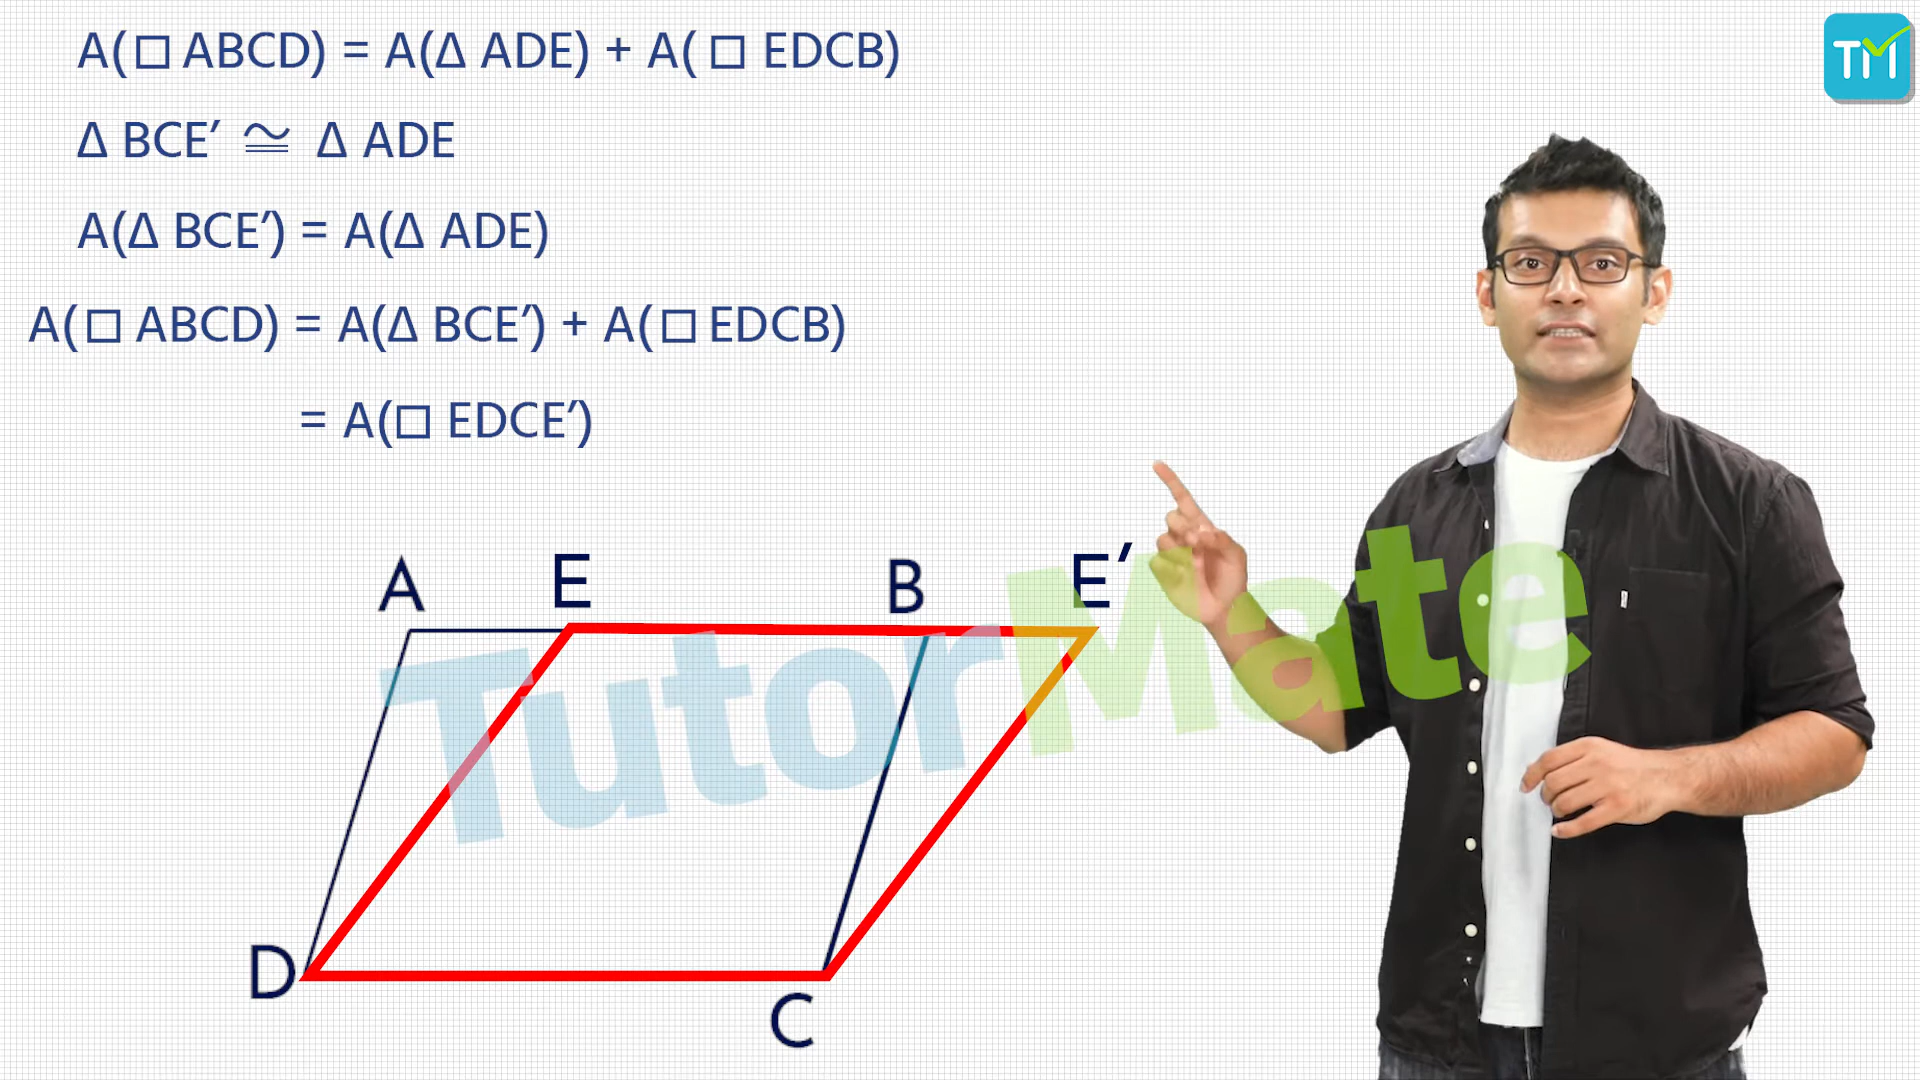 A(□ ABCD) = A(Δ ADE) + A( □ EDCB)
Δ BCE′ ≅ Δ ADE
A(Δ BCE′) = A(Δ ADE)
A(□ ABCD) = A(Δ BCE′) + A(□ EDCB)
= A(□ EDCE′)
A E B E′
D
C
TutorMate
TM